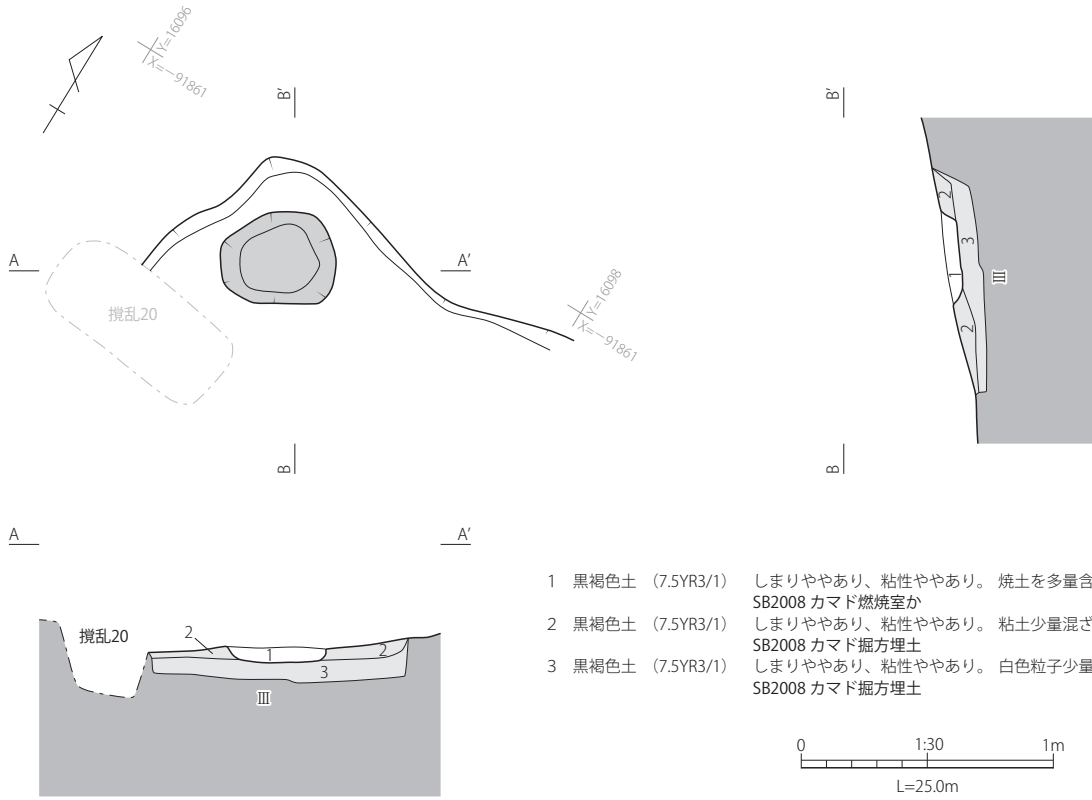 Y=16096
X=−91861
B'
B'
A
A'
撹乱20
Y=16098
X=−91861
B
B
A
A'
撹乱20
2
1
2
3
Ⅲ
2
3
1
2
Ⅲ
1 黒褐色土 （7.5YR3/1） しまりややあり、粘性ややあり。 焼土を多量含
SB2008 カマド燃焼室か
2 黒褐色土 （7.5YR3/1） しまりややあり、粘性ややあり。 粘土少量混ざ
SB2008 カマド掘方埋土
3 黒褐色土 （7.5YR3/1） しまりややあり、粘性ややあり。 白色粒子少量
SB2008 カマド掘方埋土
0 1:30 1m
L=25.0m